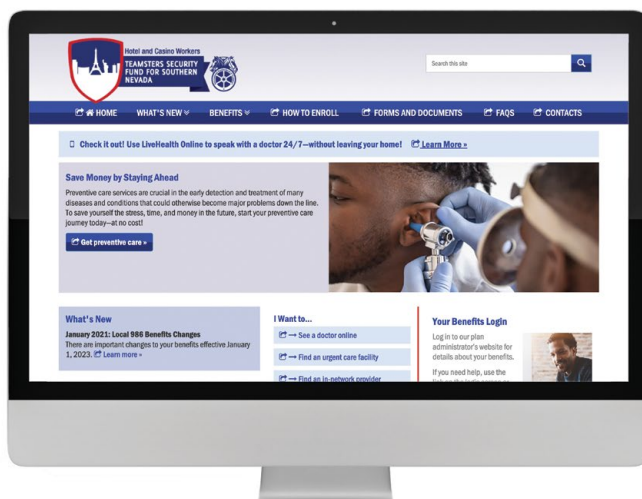 Hotel and Casino Workers
TEAMSTERS SECURITY
FUND FOR SOUTHERN
NEVADA
Search this site
HOME WHAT'S NEW BENEFITS HOW TO ENROLL FORMS AND DOCUMENTS FAQS CONTACTS
Check it out! Use LiveHealth Online to speak with a doctor 24/7—without leaving your home! Learn More »
Save Money by Staying Ahead
Preventive care services are crucial in the early detection and treatment of many
diseases and conditions that could otherwise become major problems down the line.
To save yourself the stress, time, and money in the future, start your preventive care
journey today—at no cost!
Get preventive care »
What's New
January 2021: Local 986 Benefits Changes
There are important changes to your benefits effective January
1, 2023. Learn more »
I Want to...
See a doctor online
Find an urgent care facility
Find an in-network provider
Your Benefits Login
Log in to our plan
administrator's website for
details about your benefits.
If you need help, use the